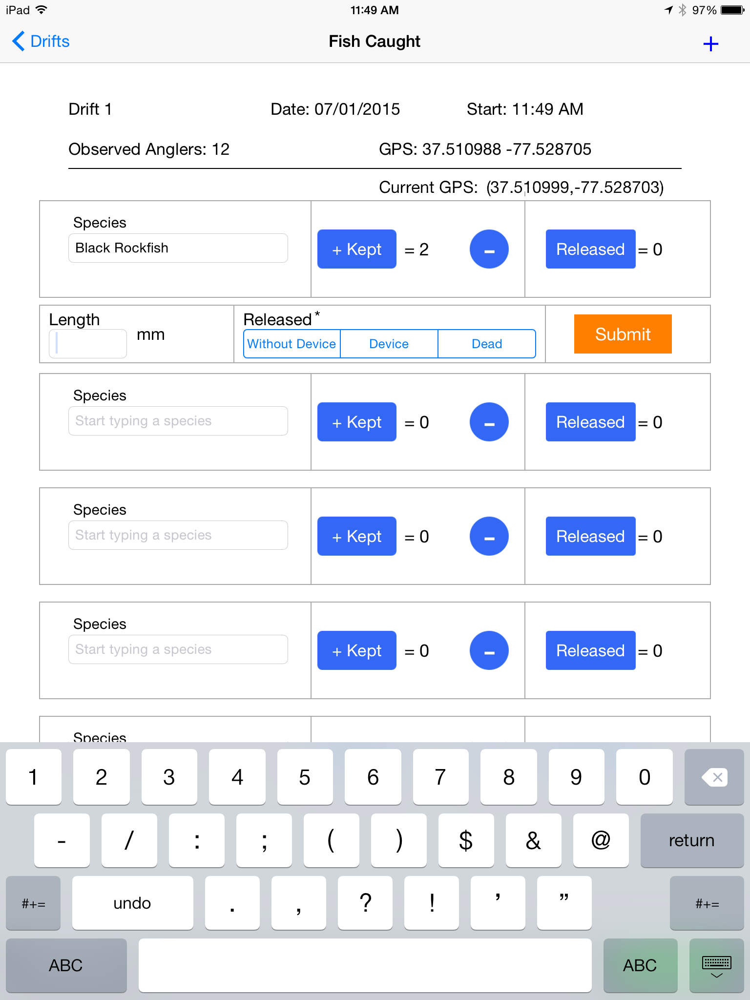 iPad 11:49 AM 97%
Drifts Fish Caught +
Drift 1 Date: 07/01/2015 Start: 11:49 AM
Observed Anglers: 12 GPS: 37.510988 -77.528705
Current GPS: (37.510999,-77.528703)
Species
Black Rockfish + Kept = 2 - Released = 0
Length Released*
mm Without Device Device Dead Submit
Species
Start typing a species + Kept = 0 - Released = 0
Species
Start typing a species + Kept = 0 - Released = 0
Species
Start typing a species + Kept = 0 - Released = 0
Species
1 2 3 4 5 6 7 8 9 0
- / : ; ( ) $ & @ return
#+= undo . , ? ! ’ ” #+=
ABC ABC